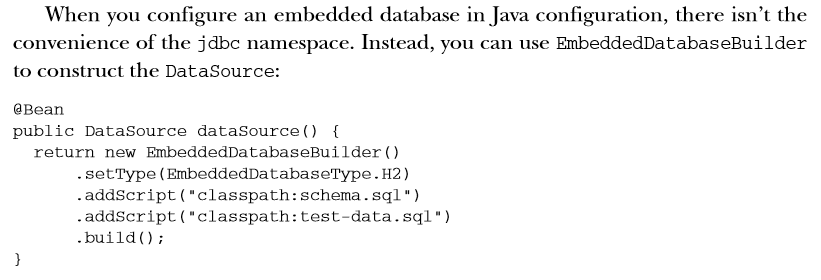 When you configure an embedded database in Java configuration, there isn't the
convenience of the jdbc namespace. Instead, you can use EmbeddedDatabaseBuilder
to construct the DataSource:
@Bean
public DataSource dataSource() {
  return new EmbeddedDatabaseBuilder()
      .setType(EmbeddedDatabaseType.H2)
      .addScript("classpath:schema.sql")
      .addScript("classpath:test-data.sql")
      .build();
}